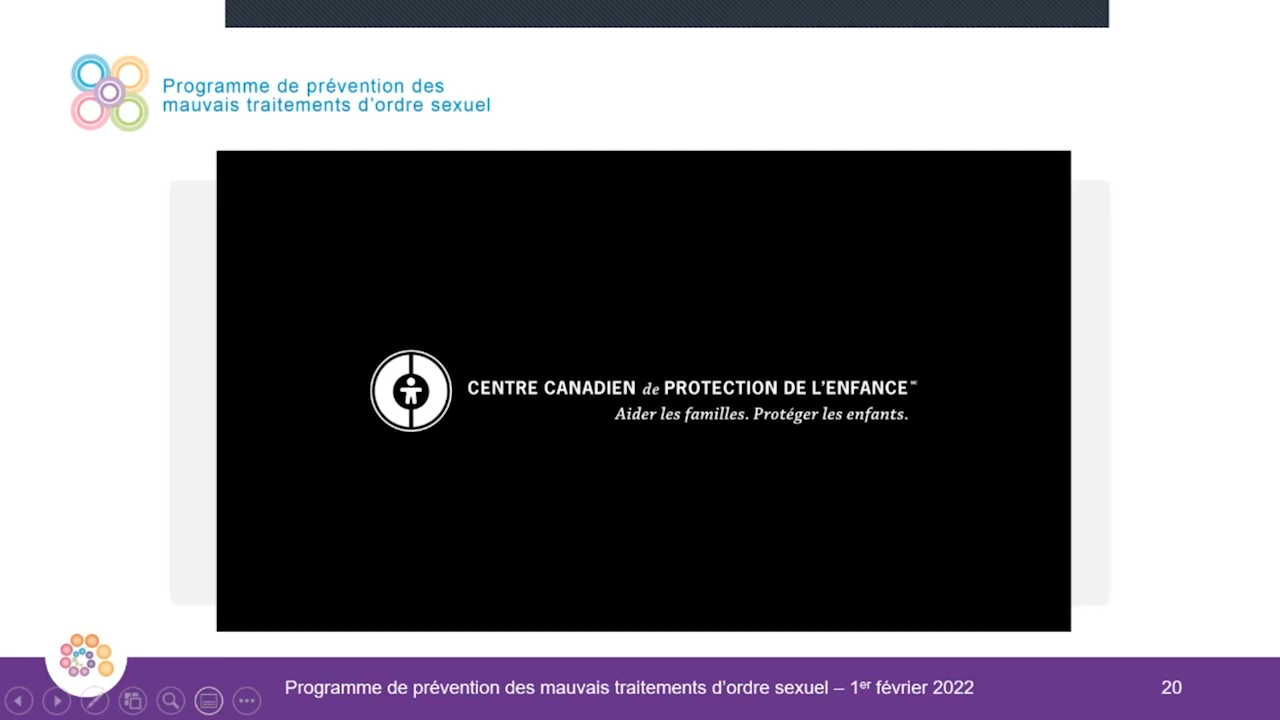 Programme de prévention des
mauvais traitements d'ordre sexuel
CENTRE CANADIEN de PROTECTION DE L'ENFANCE
Aider les familles. Protéger les enfants.
Programme de prévention des mauvais traitements d'ordre sexuel – 1er février 2022
20